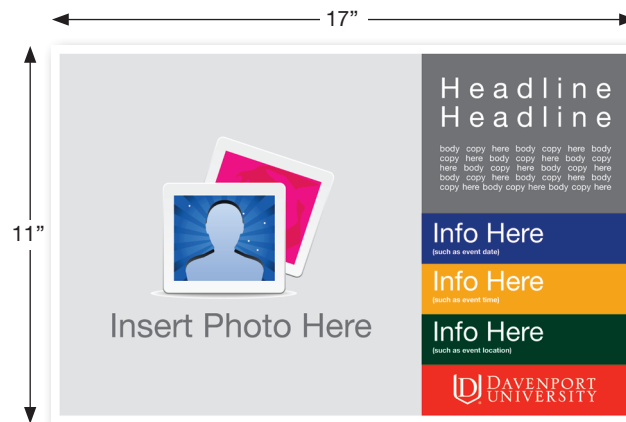 17”
11”
Insert Photo Here
Headline
Headline
body copy here body copy here body
copy here body copy here body copy
here body copy here body copy here
body copy here body copy here body
copy here body copy here body copy here
Info Here
(such as event date)
Info Here
(such as event time)
Info Here
(such as event location)
D
DAVENPORT
UNIVERSITY